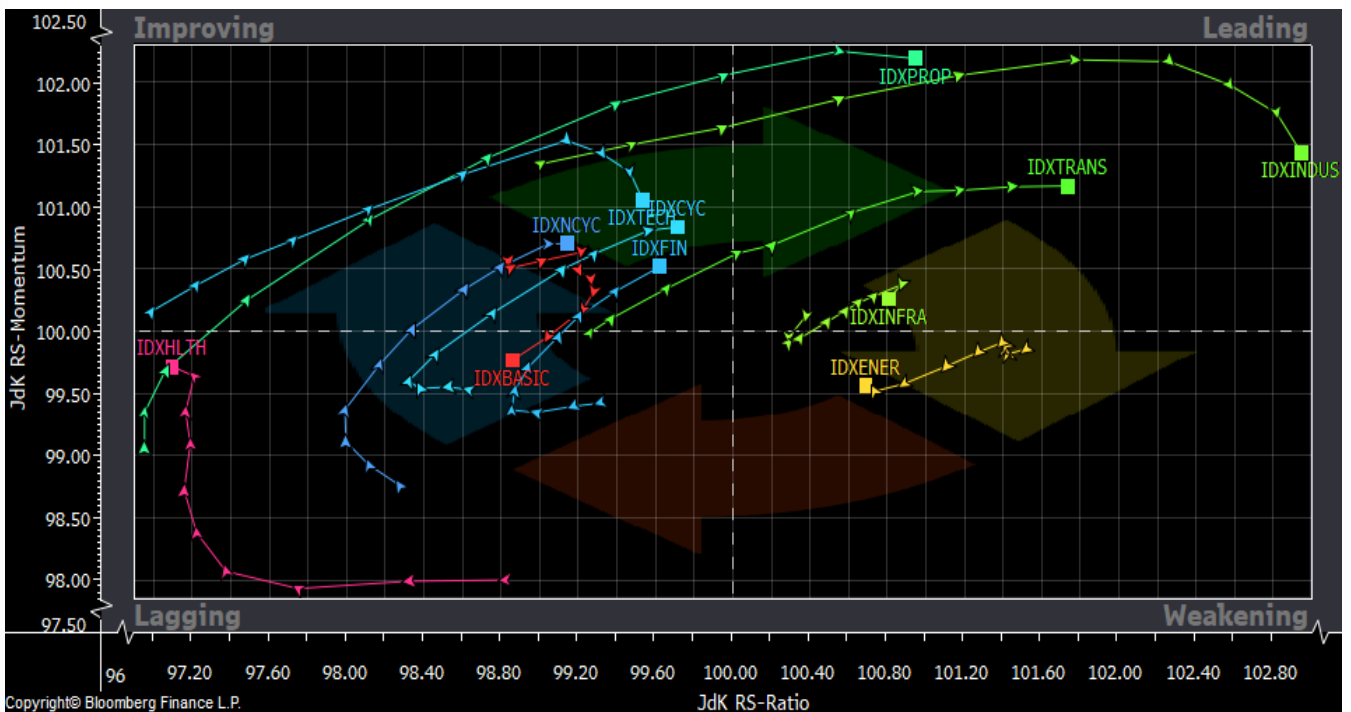 Improving
Leading
102.50
102.00
101.50
101.00
100.50
100.00
99.50
99.00
98.50
98.00
97.50
JdK RS-Momentum
IDXPROP
IDXINDUS
IDXTRANS
IDXCYC
IDXTECH
IDXNCYC
IDXFIN
IDXINFRA
IDXHLTH
IDXENER
IDXBASIC
Lagging
Weakening
96
97.20
97.60
98.00
98.40
98.80
99.20
99.60
100.00
100.40
100.80
101.20
101.60
102.00
102.40
102.80
Copyright© Bloomberg Finance L.P.
JdK RS-Ratio